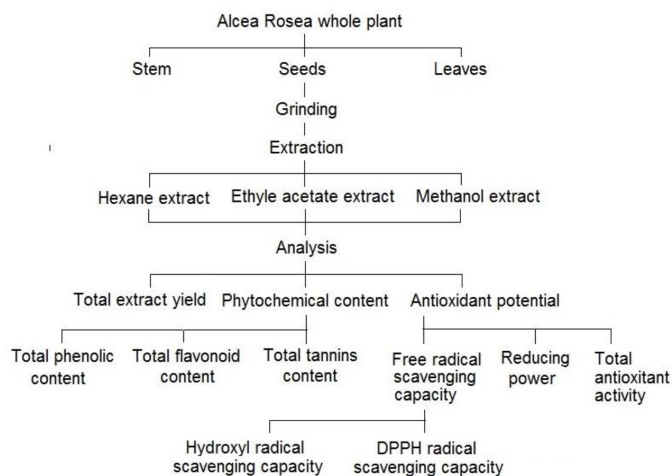 Alcea Rosea whole plant
Stem Seeds Leaves
Grinding
Extraction
Hexane extract Ethyle acetate extract Methanol extract
Analysis
Total extract yield Phytochemical content Antioxidant potential
Total phenolic
content
Total flavonoid
content
Total tannins
content
Free radical
scavenging
capacity
Reducing
power
Total
antioxitant
activity
Hydroxyl radical
scavenging capacity
DPPH radical
scavenging capacity